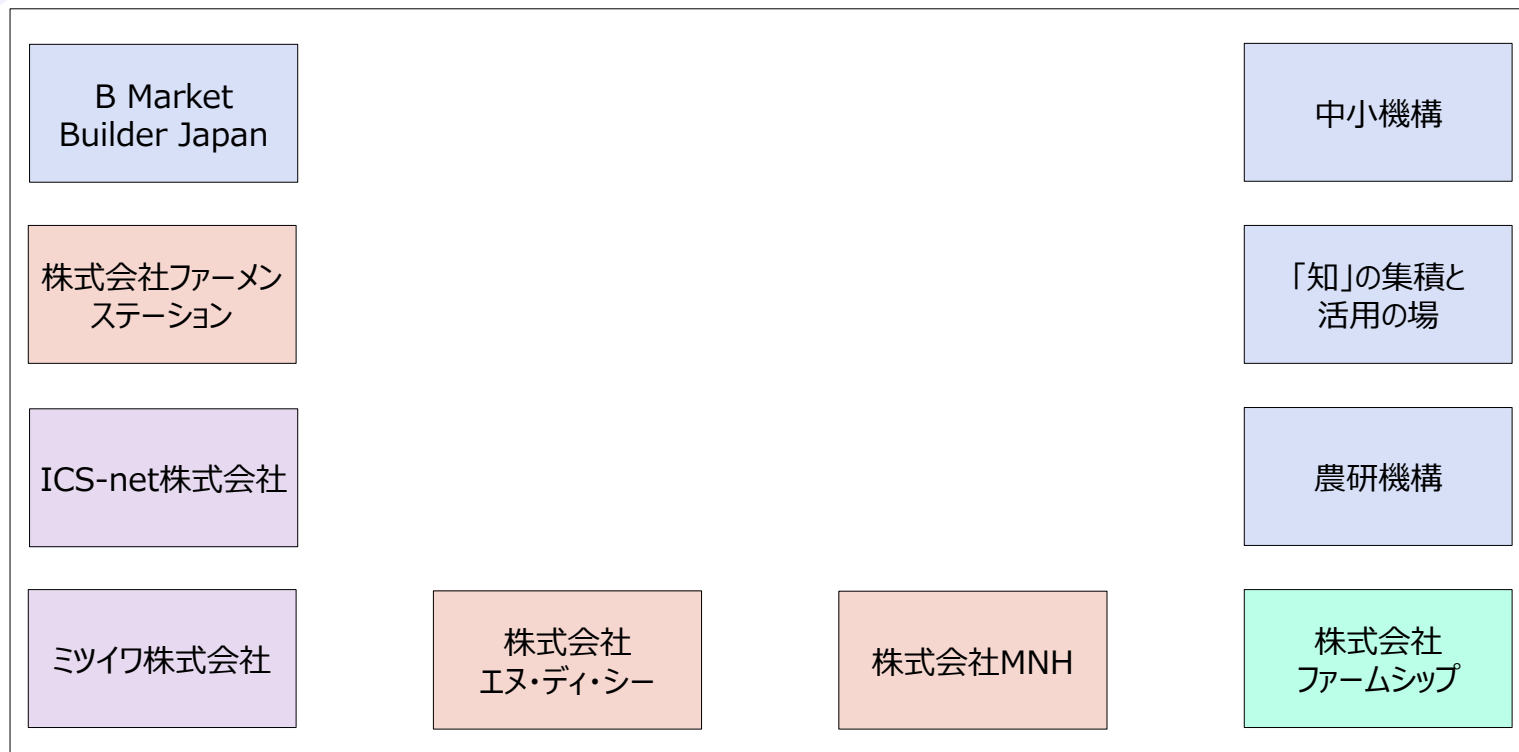 B Market
Builder Japan
中小機構
株式会社ファーメン
ステーション
「知」の集積と
活用の場
ICS-net株式会社
農研機構
ミツイワ株式会社
株式会社
エヌ・ディ・シー
株式会社MNH
株式会社
ファームシップ